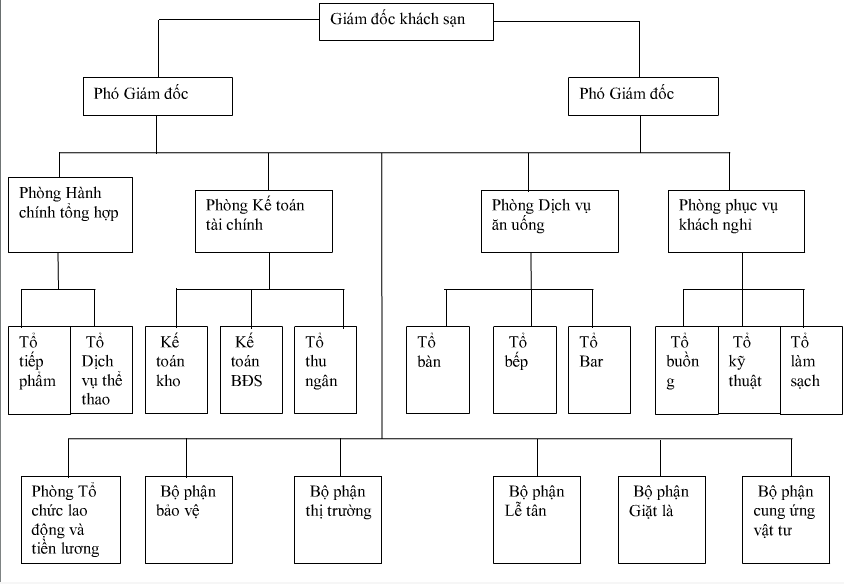 Giám đốc khách sạn
Phó Giám đốc
Phó Giám đốc
Phòng Hành
chính tổng hợp
Phòng Kế toán
tài chính
Phòng Dịch vụ
ăn uống
Phòng phục vụ
khách nghỉ
Tổ
tiếp
phẩm
Tổ
Dịch
vụ thể
thao
Kế
toán
kho
Kế
toán
BĐS
Tổ
thu
ngân
Tổ
bàn
Tổ
bếp
Tổ
Bar
Tổ
buồn
g
Tổ
kỹ
thuật
Tổ
làm
sạch
Phòng Tổ
chức lao
động và
tiền lương
Bộ phận
bảo vệ
Bộ phận
thị trường
Bộ phận
Lễ tân
Bộ phận
Giặt là
Bộ phận
cung ứng
vật tư